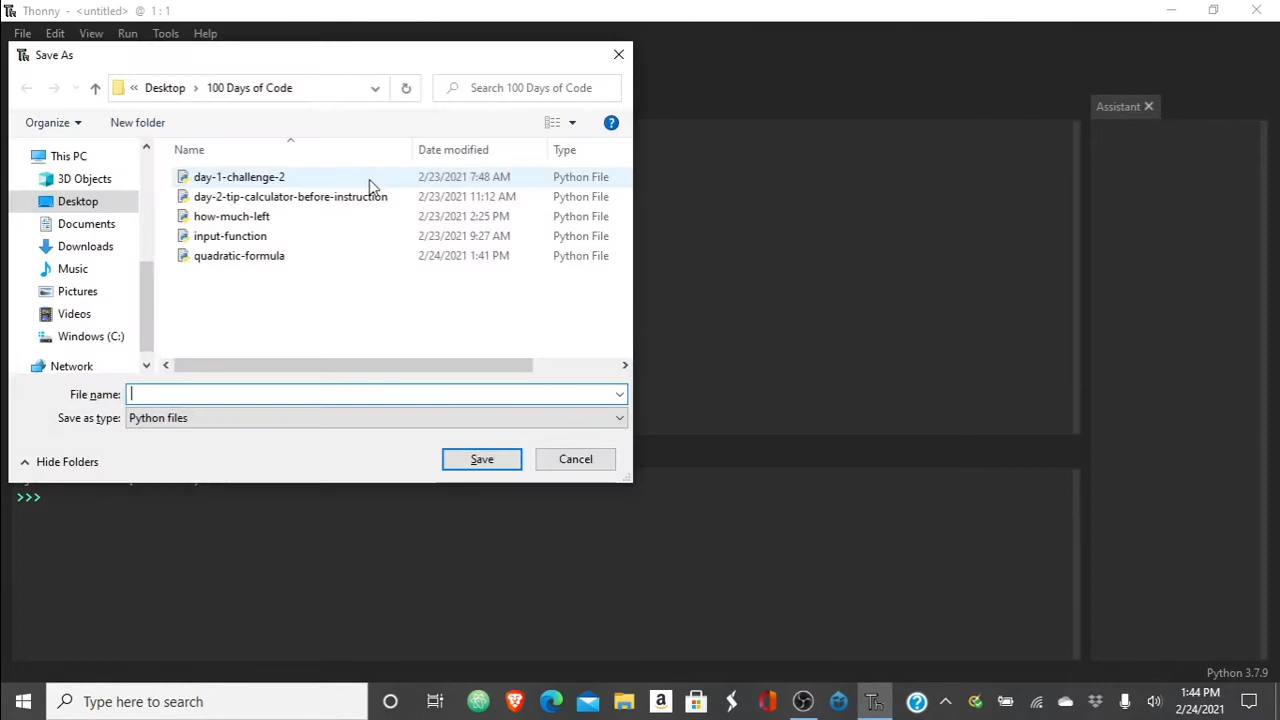 Thonny - <untitled> @ 1 : 1
File Edit View Run Tools Help
Save As
« Desktop › 100 Days of Code
Search 100 Days of Code
Organize New folder
Name Date modified Type
This PC
3D Objects
Desktop
Documents
Downloads
Music
Pictures
Videos
Windows (C:)
Network
day-1-challenge-2 2/23/2021 7:48 AM Python File
day-2-tip-calculator-before-instruction 2/23/2021 11:12 AM Python File
how-much-left 2/23/2021 2:25 PM Python File
input-function 2/23/2021 9:27 AM Python File
quadratic-formula 2/24/2021 1:41 PM Python File
File name:
Save as type: Python files
Hide Folders
Save Cancel
Assistant
>>>
Python 3.7.9
Type here to search
1:44 PM
2/24/2021